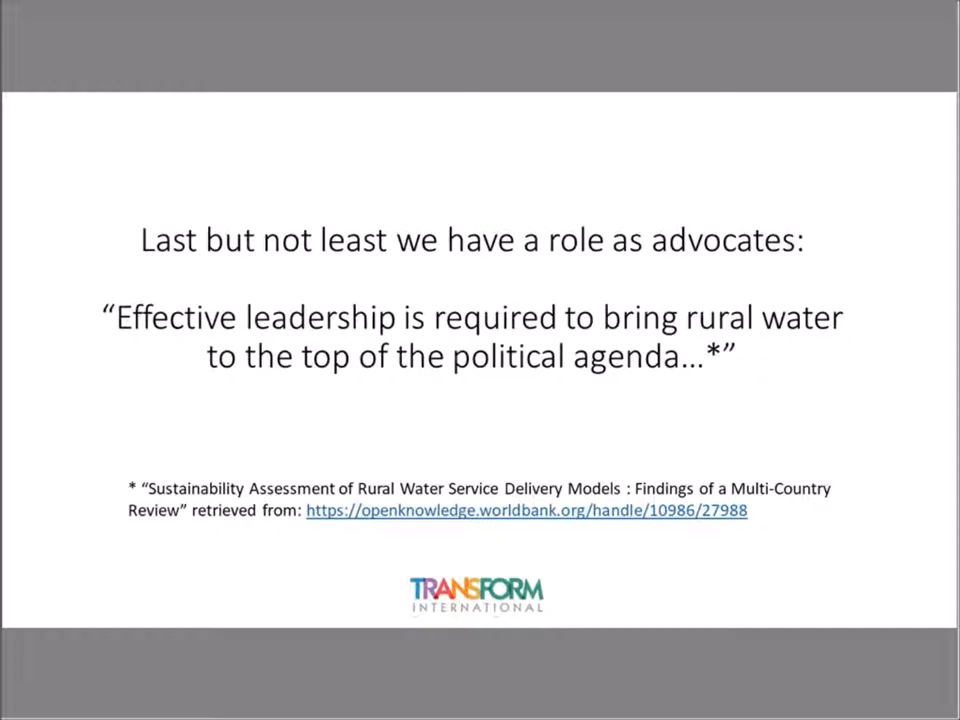 Last but not least we have a role as advocates:
“Effective leadership is required to bring rural water
to the top of the political agenda...*”
* “Sustainability Assessment of Rural Water Service Delivery Models : Findings of a Multi-Country
Review” retrieved from: https://openknowledge.worldbank.org/handle/10986/27988
TRANSFORM
INTERNATIONAL